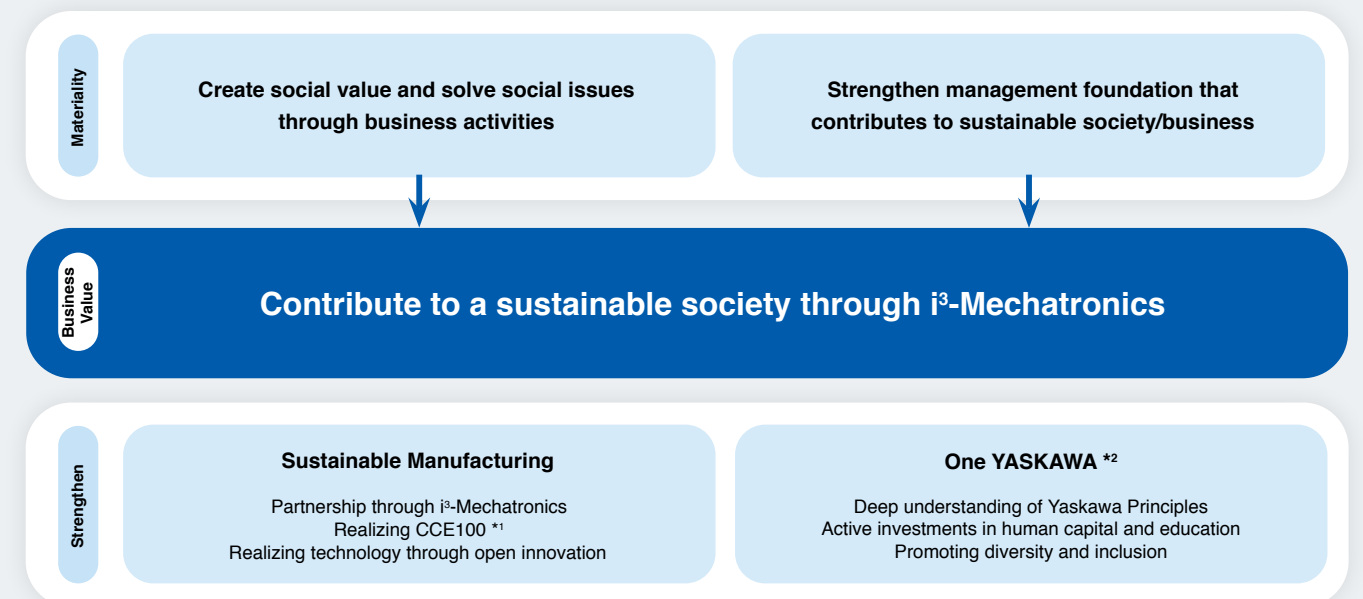 Materiality
Create social value and solve social issues
through business activities
Strengthen management foundation that
contributes to sustainable society/business
Business
Value
Contribute to a sustainable society through i³-Mechatronics
Strengthen
Sustainable Manufacturing
Partnership through i³-Mechatronics
Realizing CCE100 *¹
Realizing technology through open innovation
One YASKAWA *²
Deep understanding of Yaskawa Principles
Active investments in human capital and education
Promoting diversity and inclusion